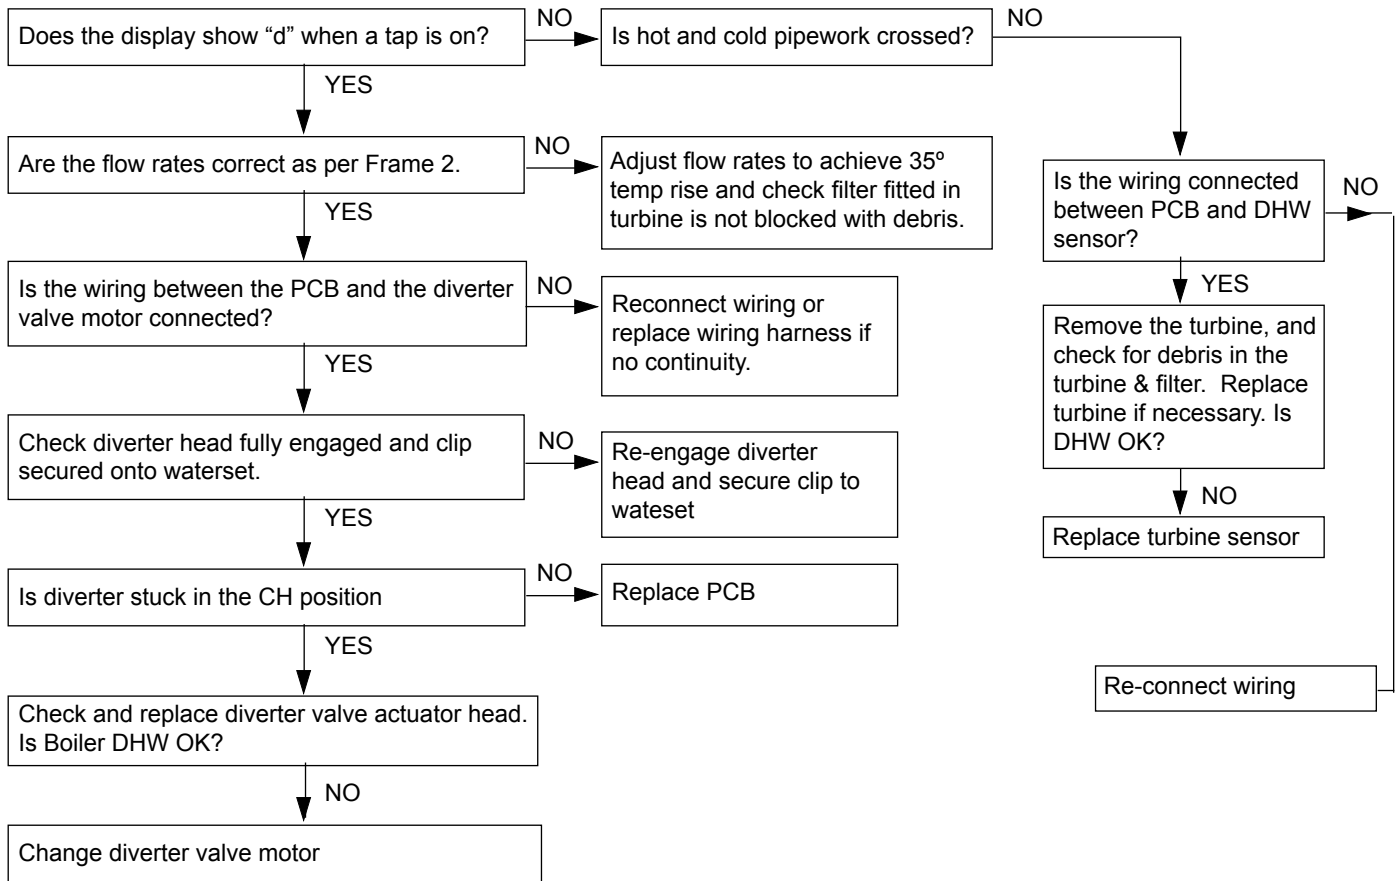 Does the display show “d” when a tap is on?
NO
Is hot and cold pipework crossed?
NO
YES
Are the flow rates correct as per Frame 2.
NO
Adjust flow rates to achieve 35º
temp rise and check filter fitted in
turbine is not blocked with debris.
YES
Is the wiring connected
between PCB and DHW
sensor?
NO
Is the wiring between the PCB and the diverter
valve motor connected?
NO
Reconnect wiring or
replace wiring harness if
no continuity.
YES
YES
Remove the turbine, and
check for debris in the
turbine & filter.  Replace
turbine if necessary. Is
DHW OK?
Check diverter head fully engaged and clip
secured onto waterset.
NO
Re-engage diverter
head and secure clip to
wateset
NO
Replace turbine sensor
YES
Is diverter stuck in the CH position
NO
Replace PCB
YES
Re-connect wiring
Check and replace diverter valve actuator head.
Is Boiler DHW OK?
NO
Change diverter valve motor